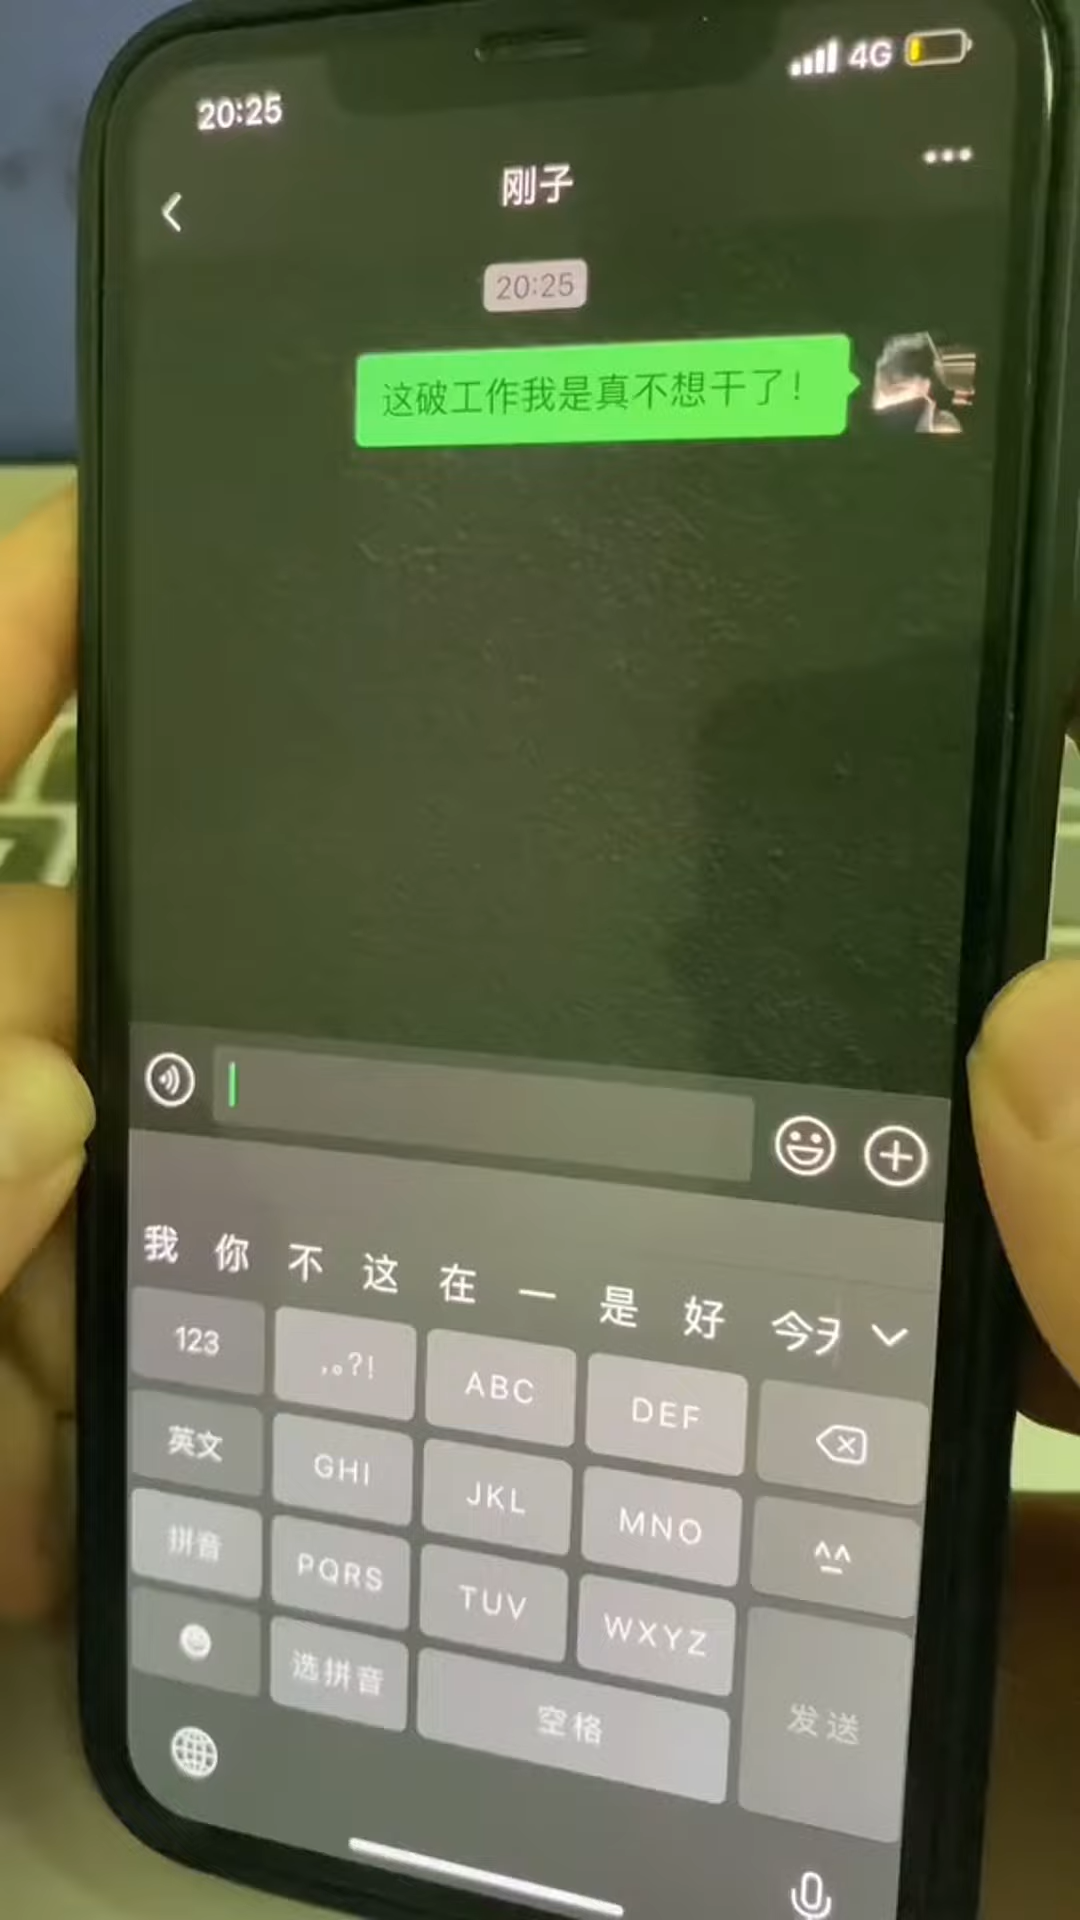 20:25
4G
刚子
20:25
这破工作我是真不想干了!
我 你 不 这 在 一 是 好 今天
123
,。?!
ABC
DEF
英文
GHI
JKL
MNO
^^
拼音
PQRS
TUV
WXYZ
选拼音
空格
发送